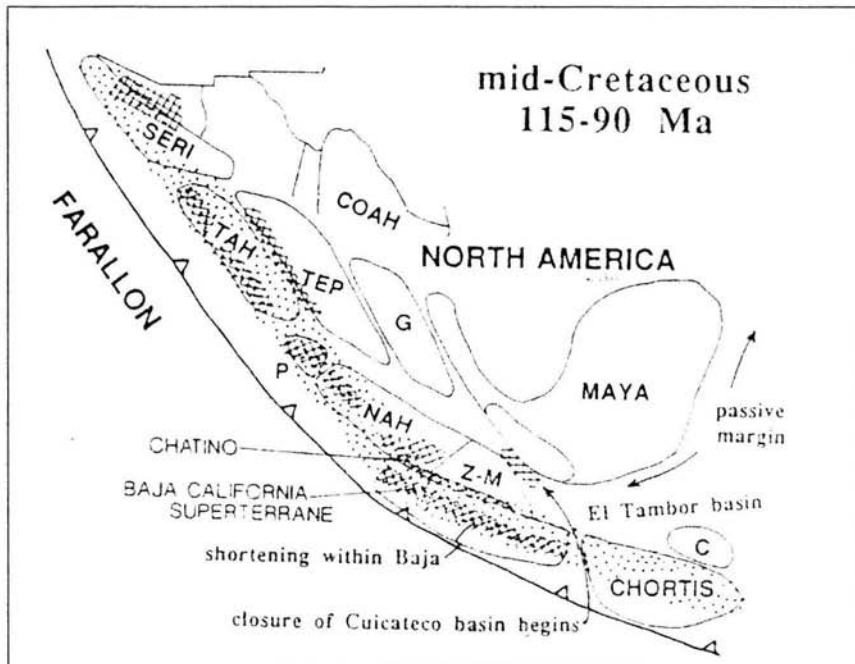 mid-Cretaceous
115-90 Ma
SERI
FARALLON
TAH
COAH
TEP
NORTH AMERICA
G
P
MAYA
NAH
passive
margin
CHATINO
Z-M
BAJA CALIFORNIA
SUPERTERRANE
El Tambor basin
shortening within Baja
C
CHORTIS
closure of Cuicateco basin begins